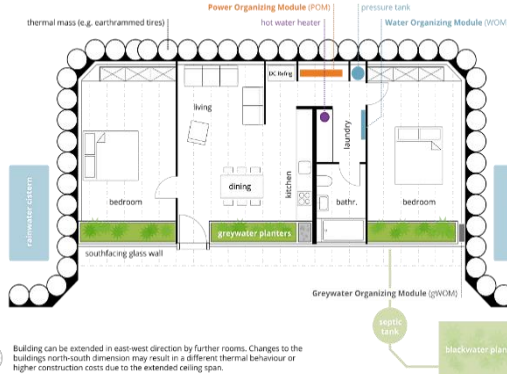 Power Organizing Module (POM)
pressure tank
thermal mass (e.g. earthrammed tires)
hot water heater
Water Organizing Module (WOM
DC Refrig
living
laundry
dining
kitchen
bedroom
bathr.
bedroom
rainwater cistern
greywater planters
southfacing glass wall
Greywater Organizing Module (gWOM)
septic
tank
blackwater plan
Building can be extended in east-west direction by further rooms. Changes to the
buildings north-south dimension may result in a different thermal behaviour or
higher construction costs due to the extended ceiling span.